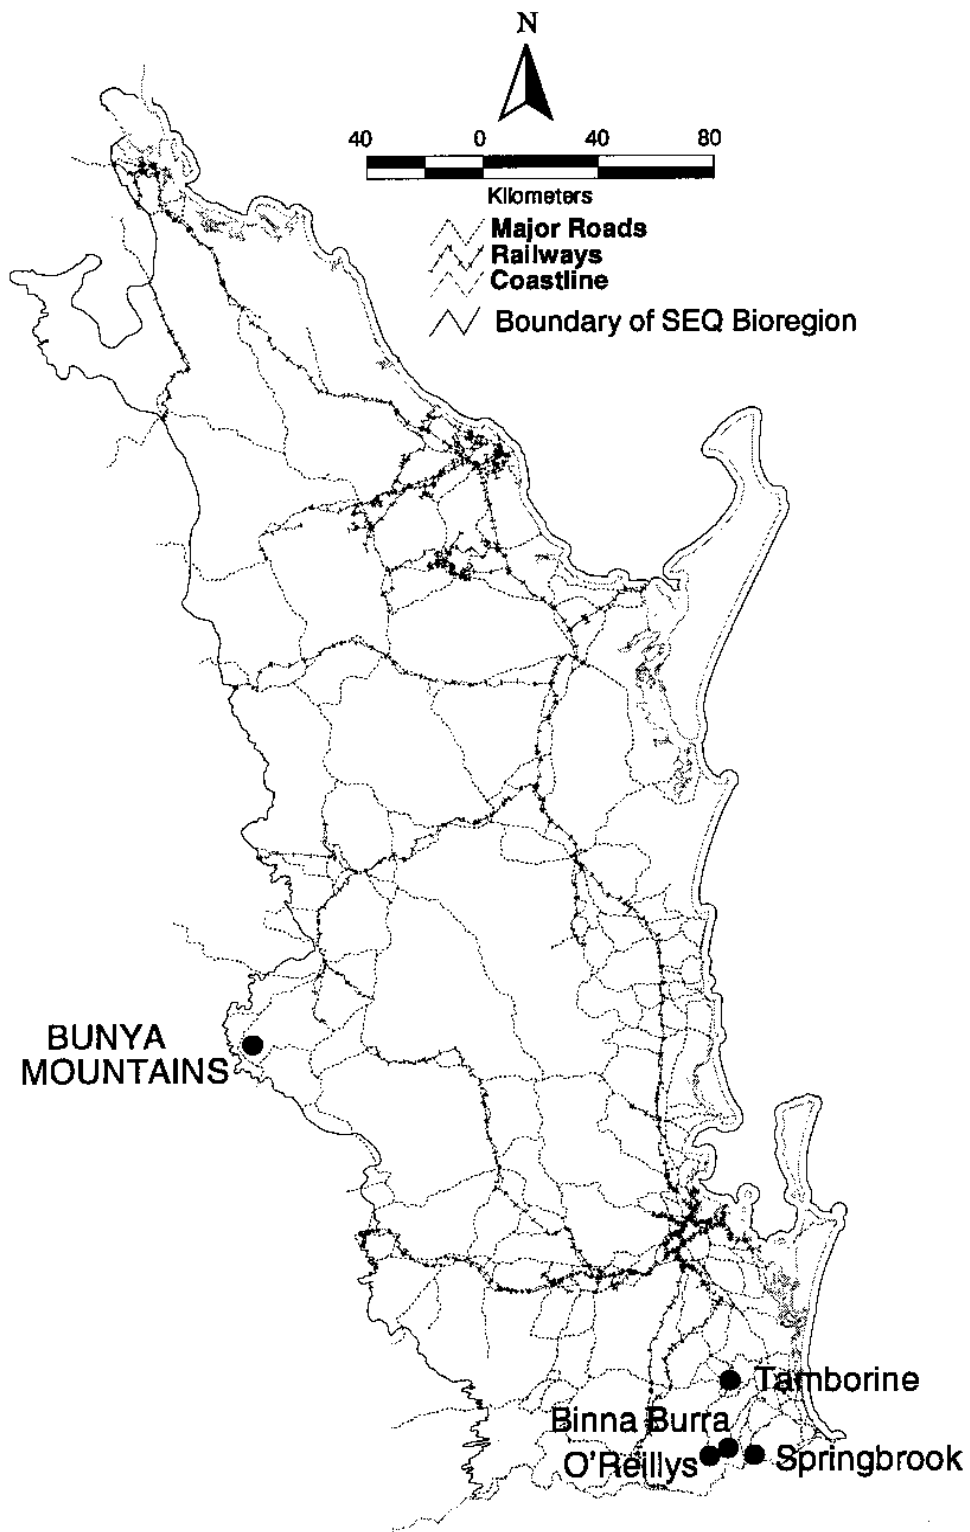 N
40 0 40 80
Kilometers
Major Roads
Railways
Coastline
Boundary of SEQ Bioregion
BUNYA
MOUNTAINS
Tamborine
Binna Burra
O'Reillys
Springbrook